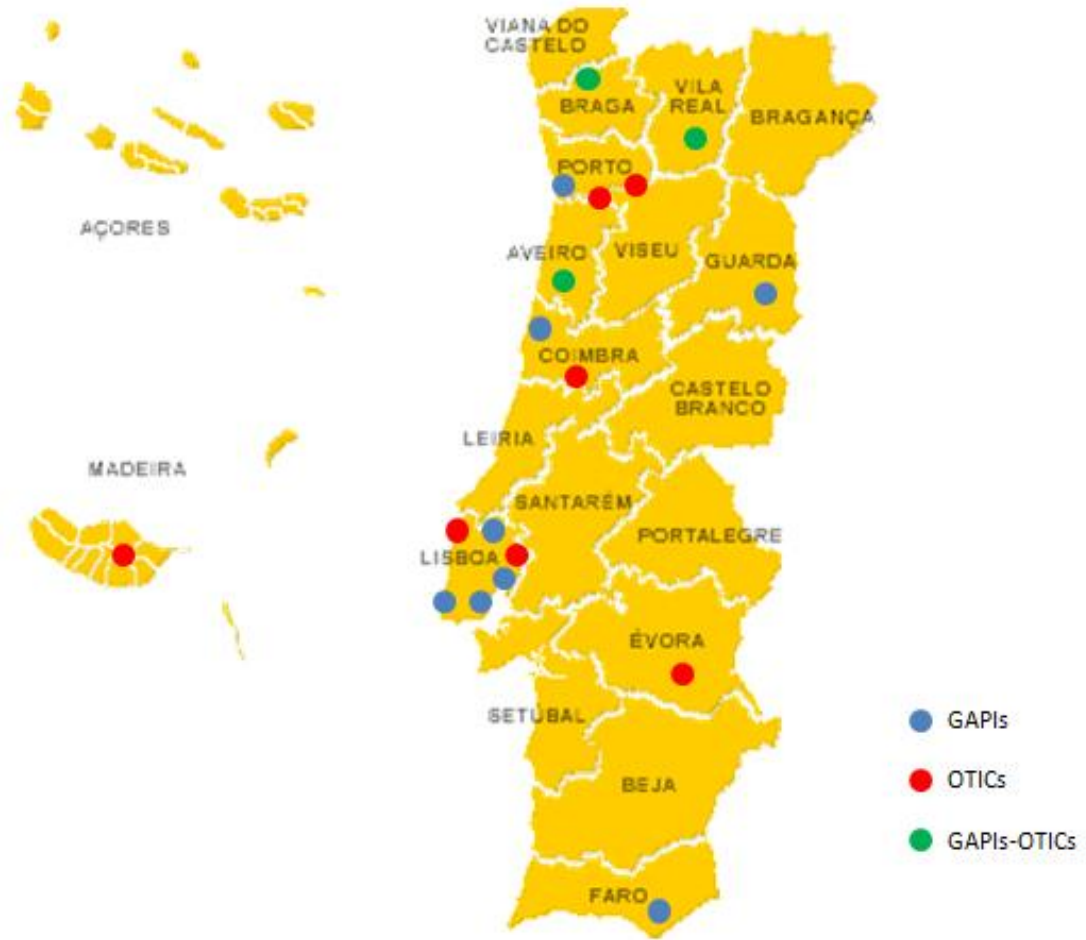 VIANA DO
CASTELO
BRAGA
VILA
REAL
BRAGANÇA
PORTO
AÇORES
AVEIRO
VISEU
GUARDA
COIMBRA
CASTELO
BRANCO
LEIRIA
MADEIRA
SANTARÉM
PORTALEGRE
LISBOA
ÉVORA
SETÚBAL
BEJA
FARO
GAPIs
OTICs
GAPIs-OTICs